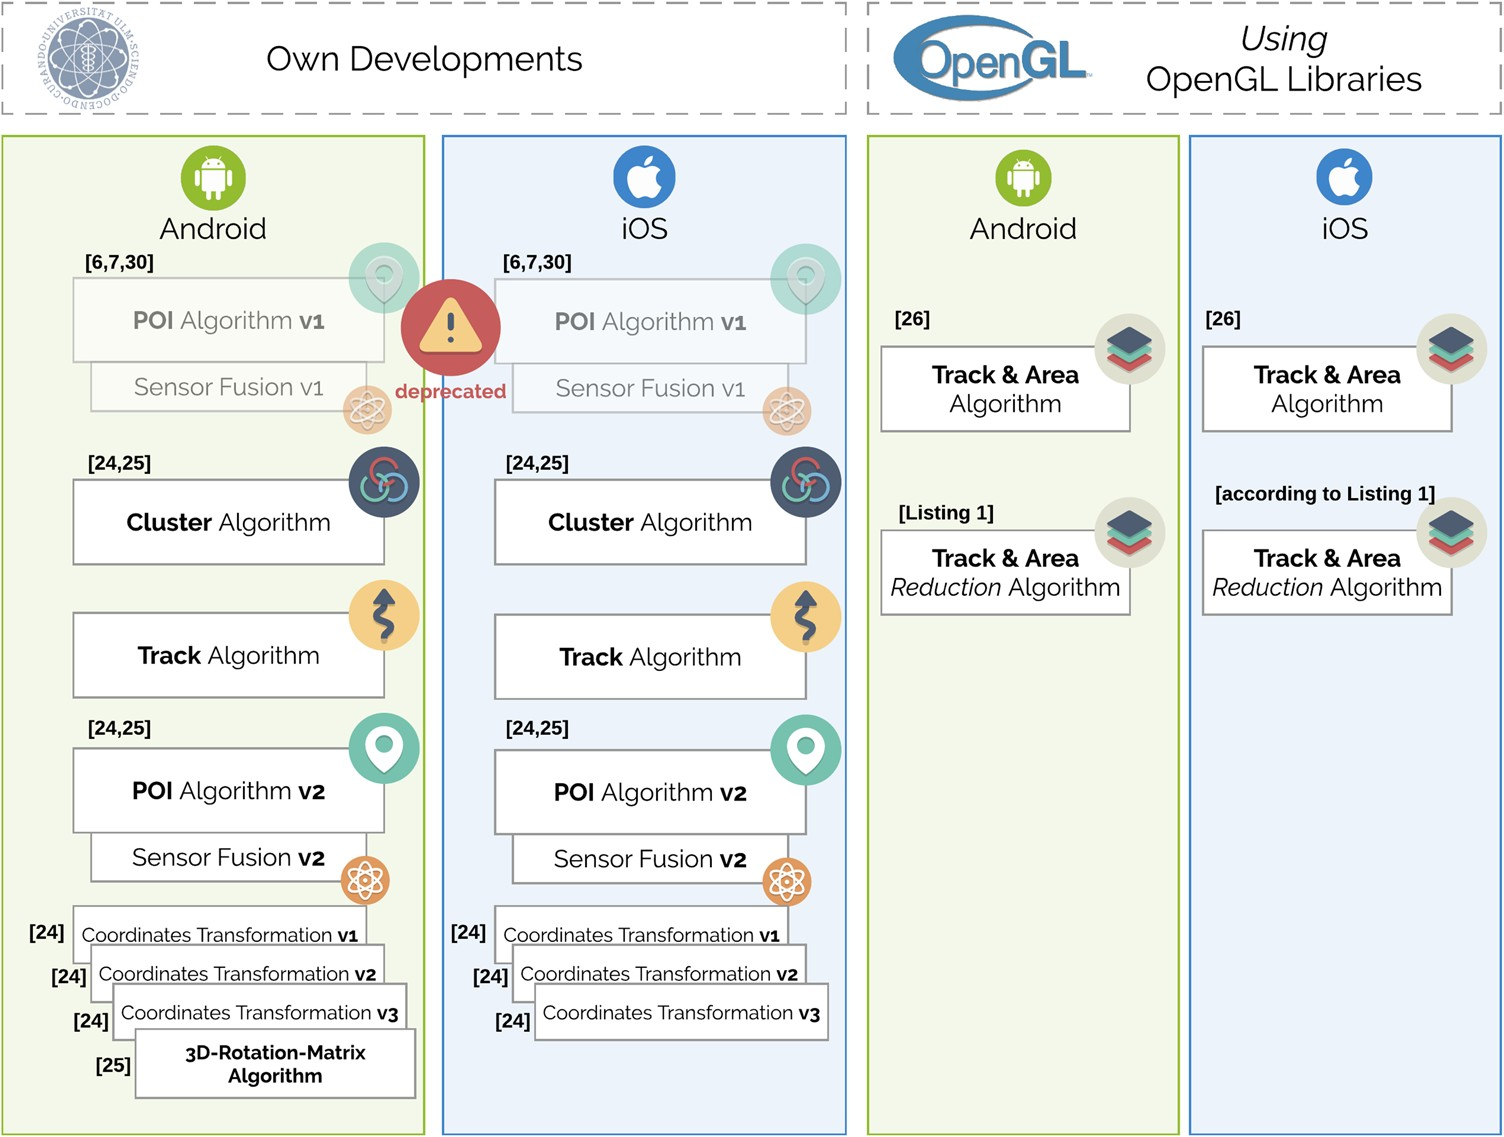 CURANDO·UNIVERSITÄT ULM·SCIENDO·DOCENDO
Own Developments
OpenGL
Using
OpenGL Libraries
Android
[6,7,30]
POI Algorithm v1
Sensor Fusion v1
deprecated
[24,25]
Cluster Algorithm
Track Algorithm
[24,25]
POI Algorithm v2
Sensor Fusion v2
[24]
Coordinates Transformation v1
[24]
Coordinates Transformation v2
[24]
Coordinates Transformation v3
[25]
3D-Rotation-Matrix
Algorithm
iOS
[6,7,30]
POI Algorithm v1
Sensor Fusion v1
[24,25]
Cluster Algorithm
Track Algorithm
[24,25]
POI Algorithm v2
Sensor Fusion v2
[24]
Coordinates Transformation v1
[24]
Coordinates Transformation v2
[24]
Coordinates Transformation v3
Android
[26]
Track & Area
Algorithm
[Listing 1]
Track & Area
Reduction Algorithm
iOS
[26]
Track & Area
Algorithm
[according to Listing 1]
Track & Area
Reduction Algorithm